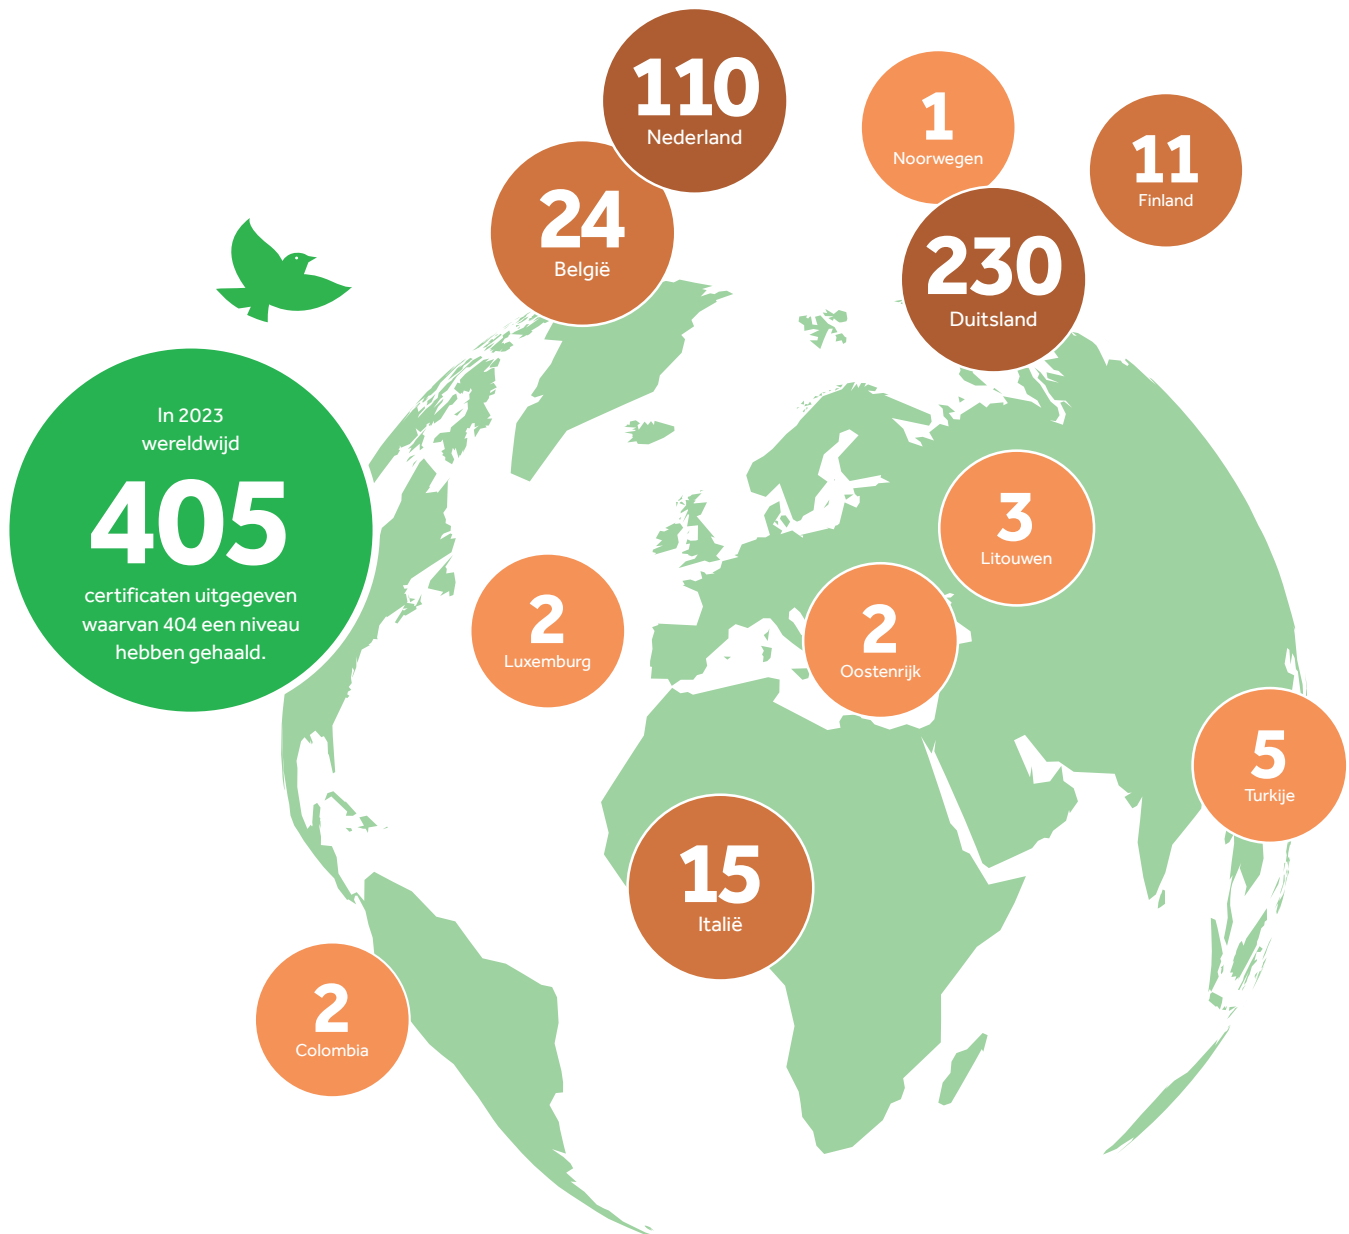 110
Nederland
1
Noorwegen
11
Finland
24
België
230
Duitsland
In 2023
wereldwijd
405
certificaten uitgegeven
waarvan 404 een niveau
hebben gehaald.
3
Litouwen
2
Luxemburg
2
Oostenrijk
5
Turkije
15
Italië
2
Colombia